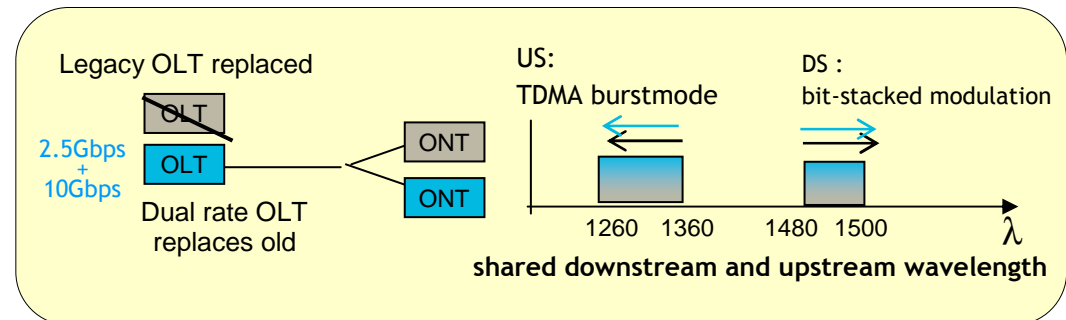 Legacy OLT replaced
OLT
2.5Gbps
+
10Gbps
OLT
Dual rate OLT
replaces old
ONT
ONT
US:
TDMA burstmode
DS :
bit-stacked modulation
1260
1360
1480
1500
λ
shared downstream and upstream wavelength